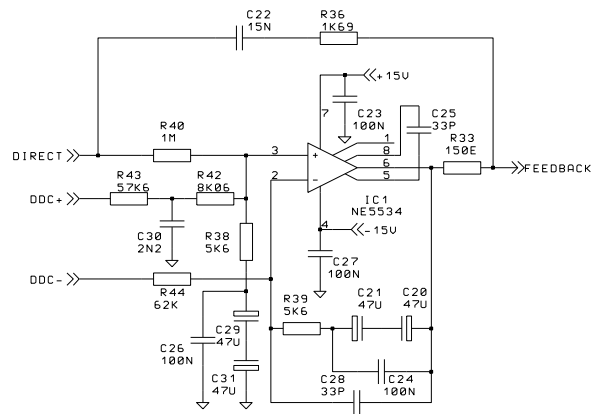 C22
15N
R36
1K69
+15V
7
C23
100N
C25
33P
R33
150E
R40
1M
3
1
8
6
5
DIRECT
+
FEEDBACK
R43
57K6
R42
8K06
2
-
IC1
NE5534
DDC+
C30
2N2
R38
5K6
4
-15V
C27
100N
DDC-
R44
62K
C29
47U
R39
5K6
C21
47U
C20
47U
C26
100N
C31
47U
C28
33P
C24
100N